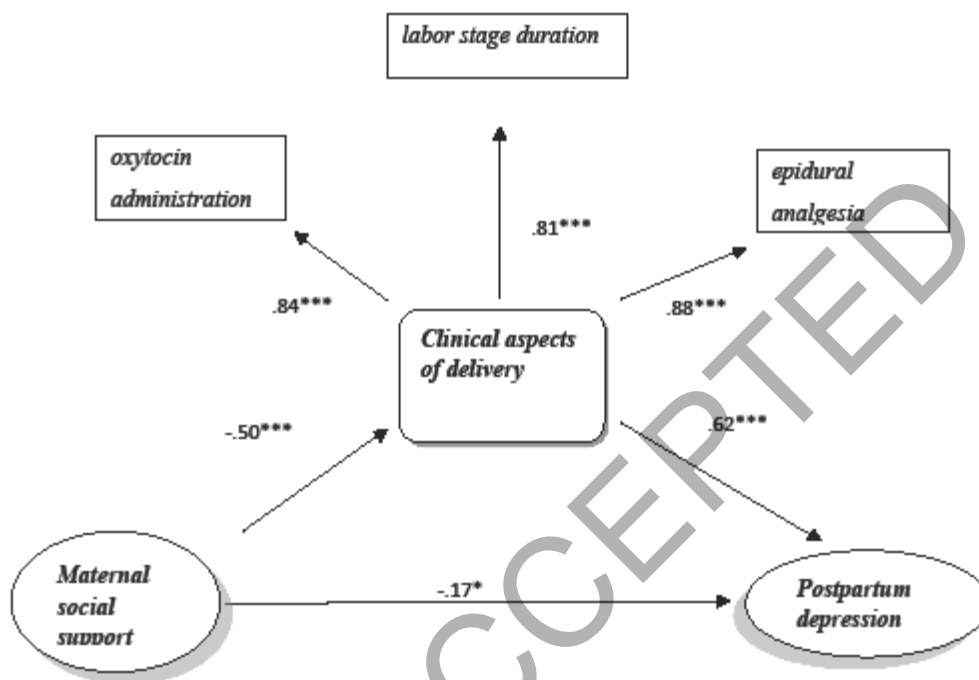 labor stage duration
oxytocin
administration
epidural
analgesia
.81***
.84***
.88***
Clinical aspects
of delivery
-.50***
.62***
Maternal
social
support
-.17*
Postpartum
depression
CCEPTED